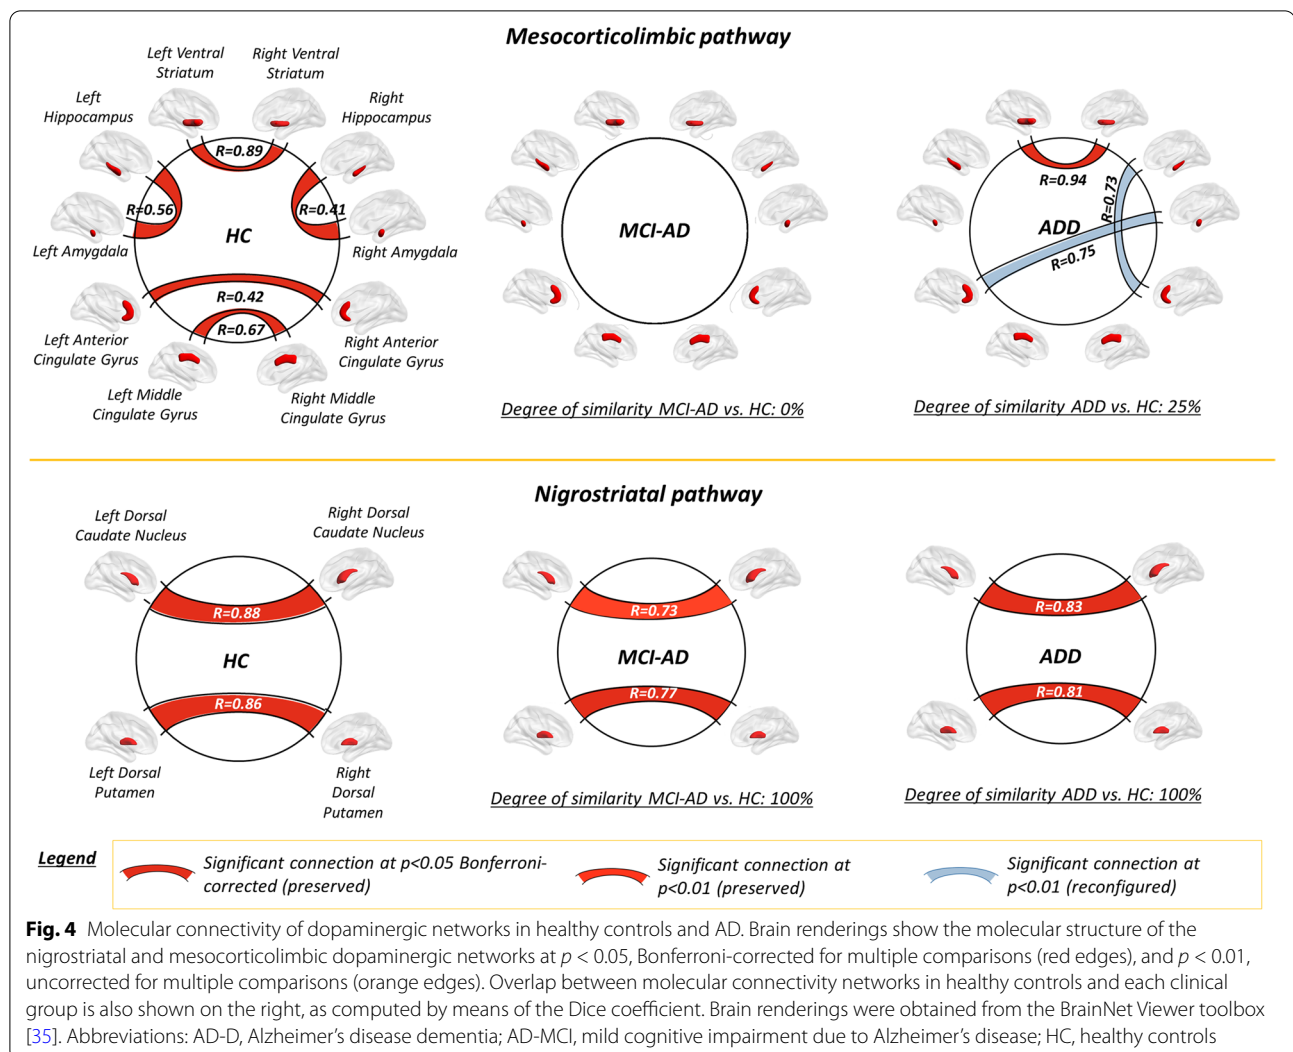 Mesocorticolimbic pathway
Left Ventral
Striatum
Right Ventral
Striatum
Left
Hippocampus
Right
Hippocampus
R=0.89
R=0.56
R=0.41
HC
Left Amygdala
Right Amygdala
R=0.42
R=0.67
Left Anterior
Cingulate Gyrus
Right Anterior
Cingulate Gyrus
Left Middle
Cingulate Gyrus
Right Middle
Cingulate Gyrus
MCI-AD
Degree of similarity MCI-AD vs. HC: 0%
R=0.94
R=0.73
ADD
R=0.75
Degree of similarity ADD vs. HC: 25%
Nigrostriatal pathway
Left Dorsal
Caudate Nucleus
Right Dorsal
Caudate Nucleus
R=0.88
HC
R=0.86
Left Dorsal
Putamen
Right
Dorsal
Putamen
R=0.73
MCI-AD
R=0.77
Degree of similarity MCI-AD vs. HC: 100%
R=0.83
ADD
R=0.81
Degree of similarity ADD vs. HC: 100%
Legend
Significant connection at p<0.05 Bonferroni-
corrected (preserved)
Significant connection at
p<0.01 (preserved)
Significant connection at
p<0.01 (reconfigured)
Fig. 4 Molecular connectivity of dopaminergic networks in healthy controls and AD. Brain renderings show the molecular structure of the
nigrostriatal and mesocorticolimbic dopaminergic networks at p < 0.05, Bonferroni-corrected for multiple comparisons (red edges), and p < 0.01,
uncorrected for multiple comparisons (orange edges). Overlap between molecular connectivity networks in healthy controls and each clinical
group is also shown on the right, as computed by means of the Dice coefficient. Brain renderings were obtained from the BrainNet Viewer toolbox
[35]. Abbreviations: AD-D, Alzheimer's disease dementia; AD-MCI, mild cognitive impairment due to Alzheimer's disease; HC, healthy controls